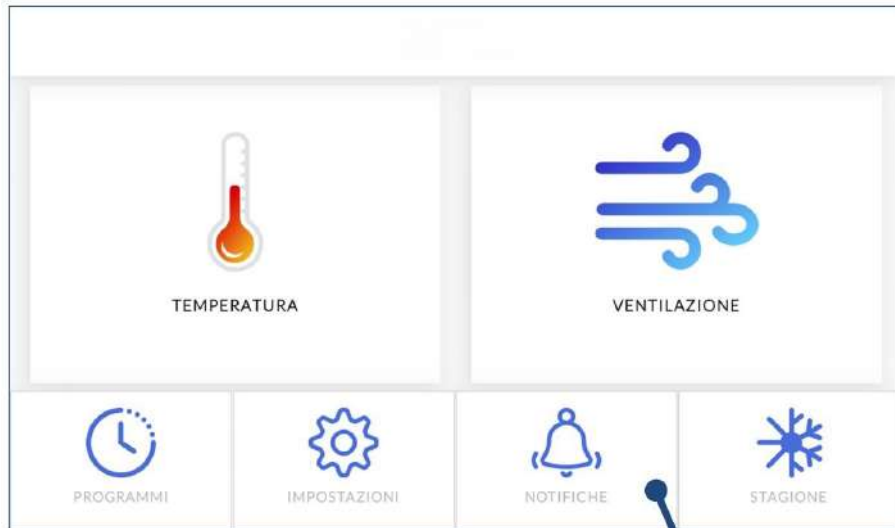 TEMPERATURA
VENTILAZIONE
PROGRAMMI
IMPOSTAZIONI
NOTIFICHE
STAGIONE